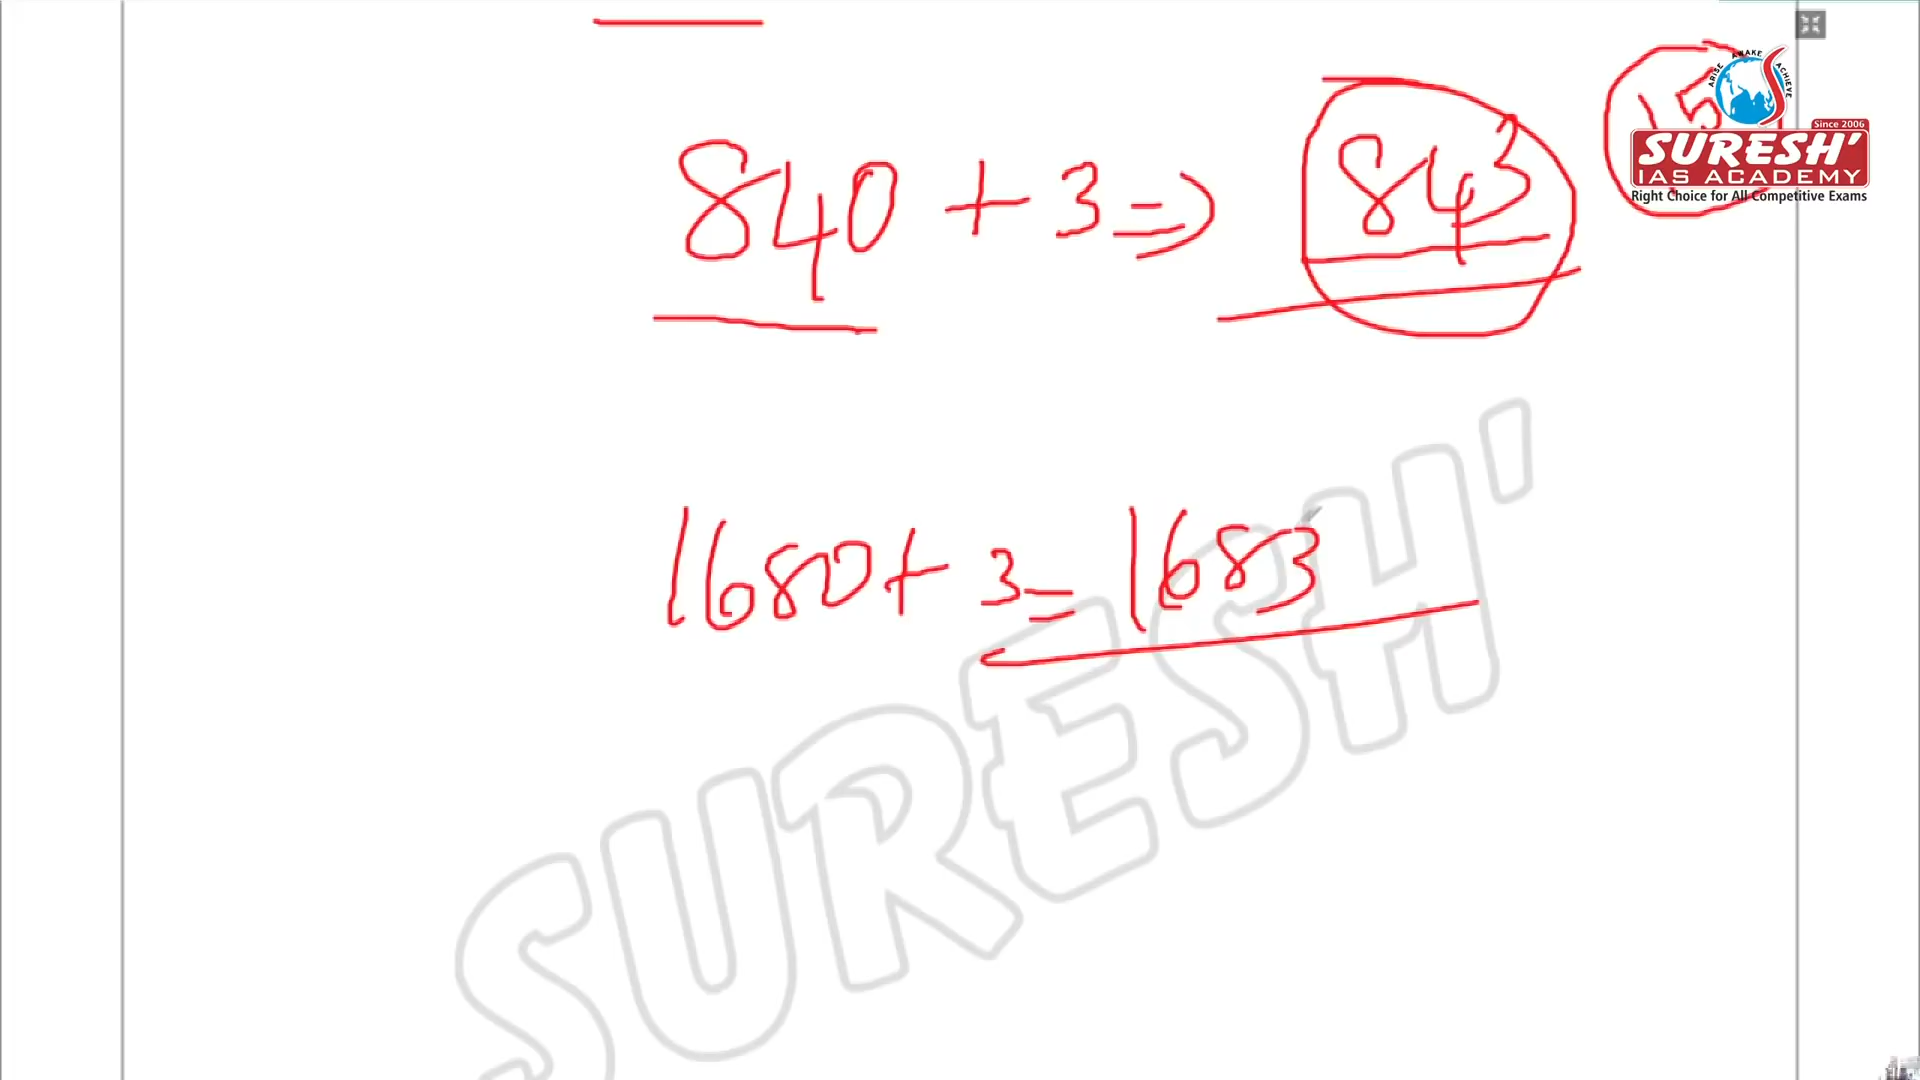 840 + 3 ⇒ 843
15
ARISE AWAKE ACHIEVE
Since 2006
SURESH'
IAS ACADEMY
Right Choice for All Competitive Exams
1680 + 3 = 1683
SURESH'